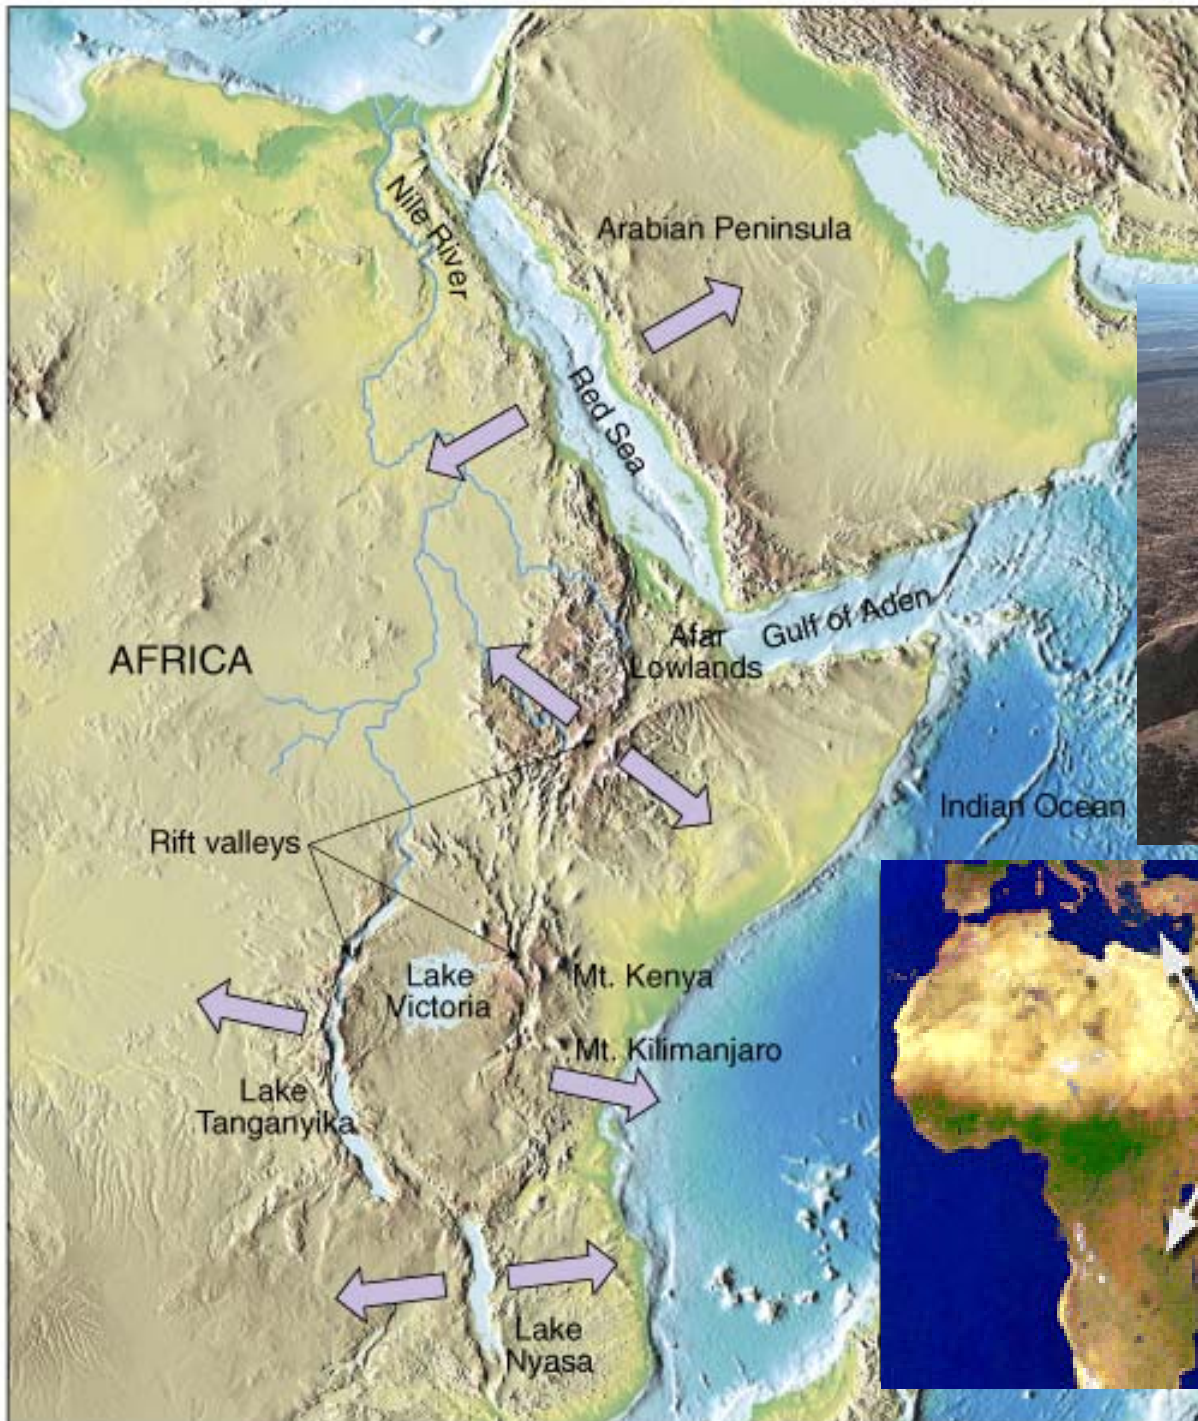 Nile River
Arabian Peninsula
Red Sea
Gulf of Aden
Afar
Lowlands
AFRICA
Indian Ocean
Rift valleys
Lake
Victoria
Mt. Kenya
Mt. Kilimanjaro
Lake
Tanganyika
Lake
Nyasa